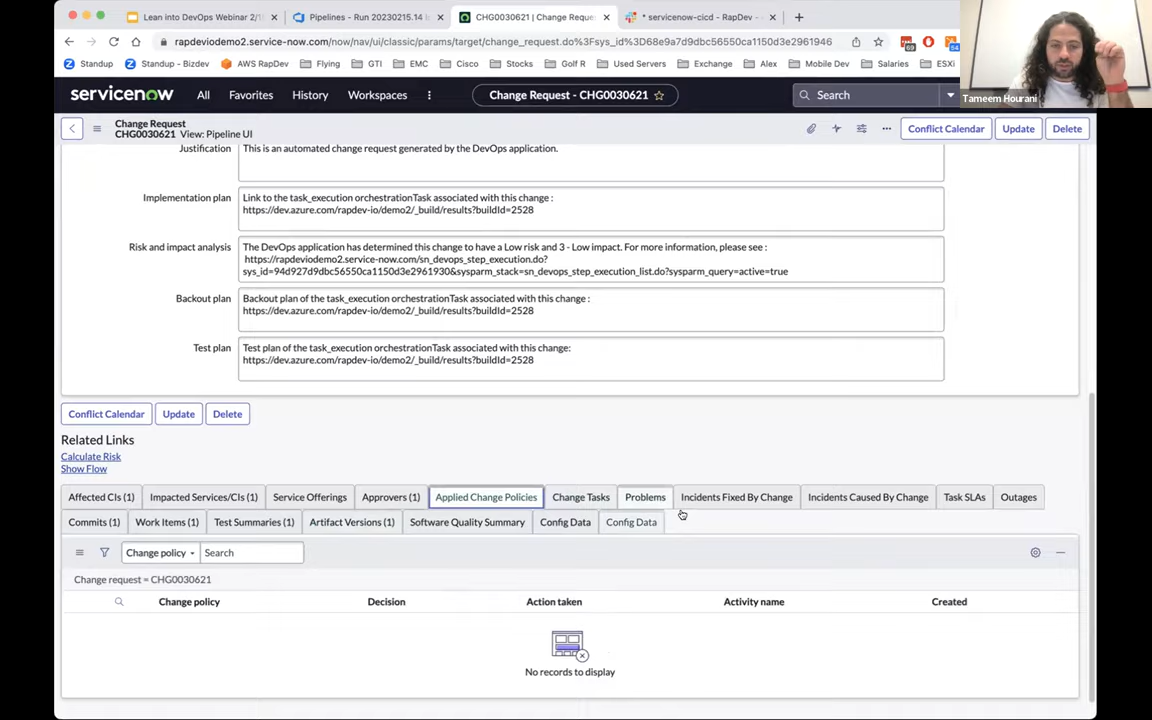 Lean into DevOps Webinar 2/1
Pipelines - Run 20230215.14 l
CHG0030621 | Change Reque
* servicenow-cicd - RapDev
rapdeviodemo2.service-now.com/now/nav/ui/classic/params/target/change_request.do%3Fsys_id%3D68e9a7d9dbc56550ca1150d3e2961946
69
84
Standup
Standup - Bizdev
AWS RapDev
Flying
GTI
EMC
Cisco
Stocks
Golf R
Used Servers
Exchange
Alex
Mobile Dev
Salaries
ESXi
Tameem Hourani
servicenow
All
Favorites
History
Workspaces
Change Request - CHG0030621
Search
Change Request
CHG0030621 View: Pipeline UI
Conflict Calendar
Update
Delete
Justification
This is an automated change request generated by the DevOps application.
Implementation plan
Link to the task_execution orchestrationTask associated with this change :
https://dev.azure.com/rapdev-io/demo2/_build/results?buildId=2528
Risk and impact analysis
The DevOps application has determined this change to have a Low risk and 3 - Low impact. For more information, please see :
https://rapdeviodemo2.service-now.com/sn_devops_step_execution.do?
sys_id=94d927d9dbc56550ca1150d3e2961930&sysparm_stack=sn_devops_step_execution_list.do?sysparm_query=active=true
Backout plan
Backout plan of the task_execution orchestrationTask associated with this change :
https://dev.azure.com/rapdev-io/demo2/_build/results?buildId=2528
Test plan
Test plan of the task_execution orchestrationTask associated with this change:
https://dev.azure.com/rapdev-io/demo2/_build/results?buildId=2528
Conflict Calendar
Update
Delete
Related Links
Calculate Risk
Show Flow
Affected CIs (1)
Impacted Services/CIs (1)
Service Offerings
Approvers (1)
Applied Change Policies
Change Tasks
Problems
Incidents Fixed By Change
Incidents Caused By Change
Task SLAs
Outages
Commits (1)
Work Items (1)
Test Summaries (1)
Artifact Versions (1)
Software Quality Summary
Config Data
Config Data
Change policy
Search
Change request = CHG0030621
Change policy
Decision
Action taken
Activity name
Created
No records to display